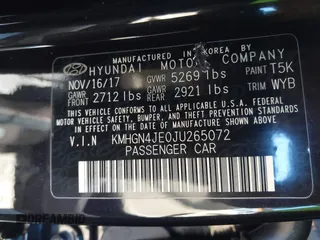 MANUFACTURED IN KOREA
BY HYUNDAI MOTOR COMPANY
NOV/16/17 GVWR 5269 lbs PAINT T5K
GAWR FRONT 2712 lbs GAWR REAR 2921 lbs TRIM WYB
THIS VEHICLE CONFORMS TO ALL APPLICABLE
FEDERAL MOTOR VEHICLE SAFETY BUMPER, AND
THEFT PREVENTION STANDARDS IN EFFECT ON
THE DATE OF MANUFACTURE SHOWN ABOVE.
V.I.N KMHGN4JE0JU265072
PASSENGER CAR
DREAMBID